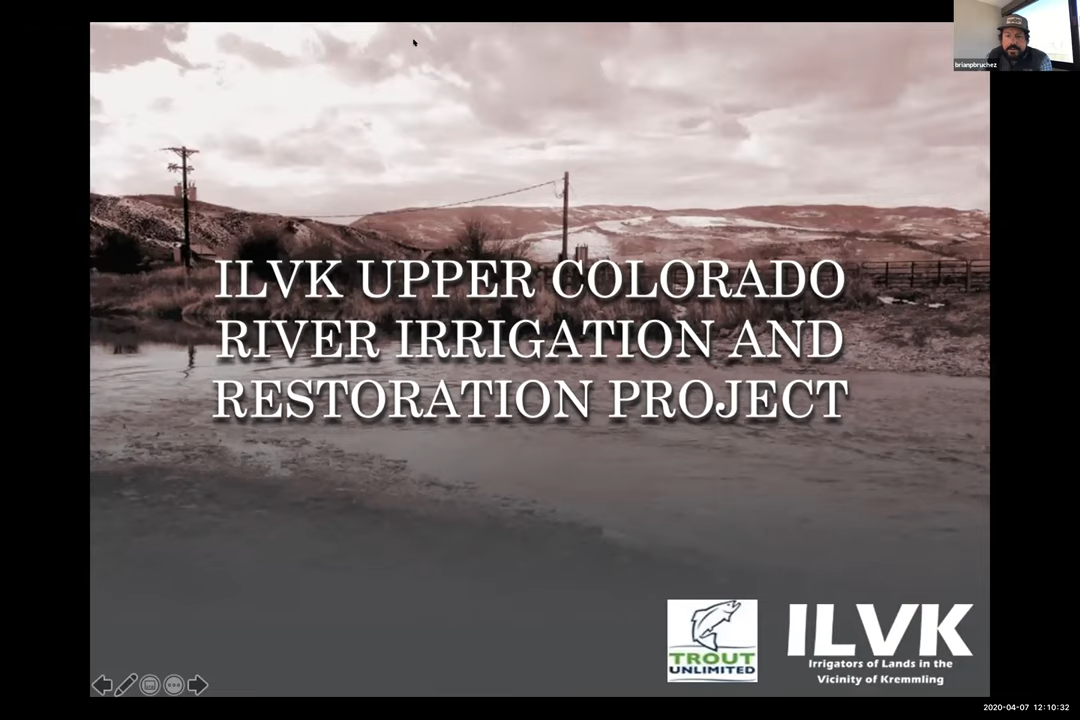 brianpbruchez
ILVK UPPER COLORADO
RIVER IRRIGATION AND
RESTORATION PROJECT
TROUT
UNLIMITED
ILVK
Irrigators of Lands in the
Vicinity of Kremmling
2020-04-07 12:10:32